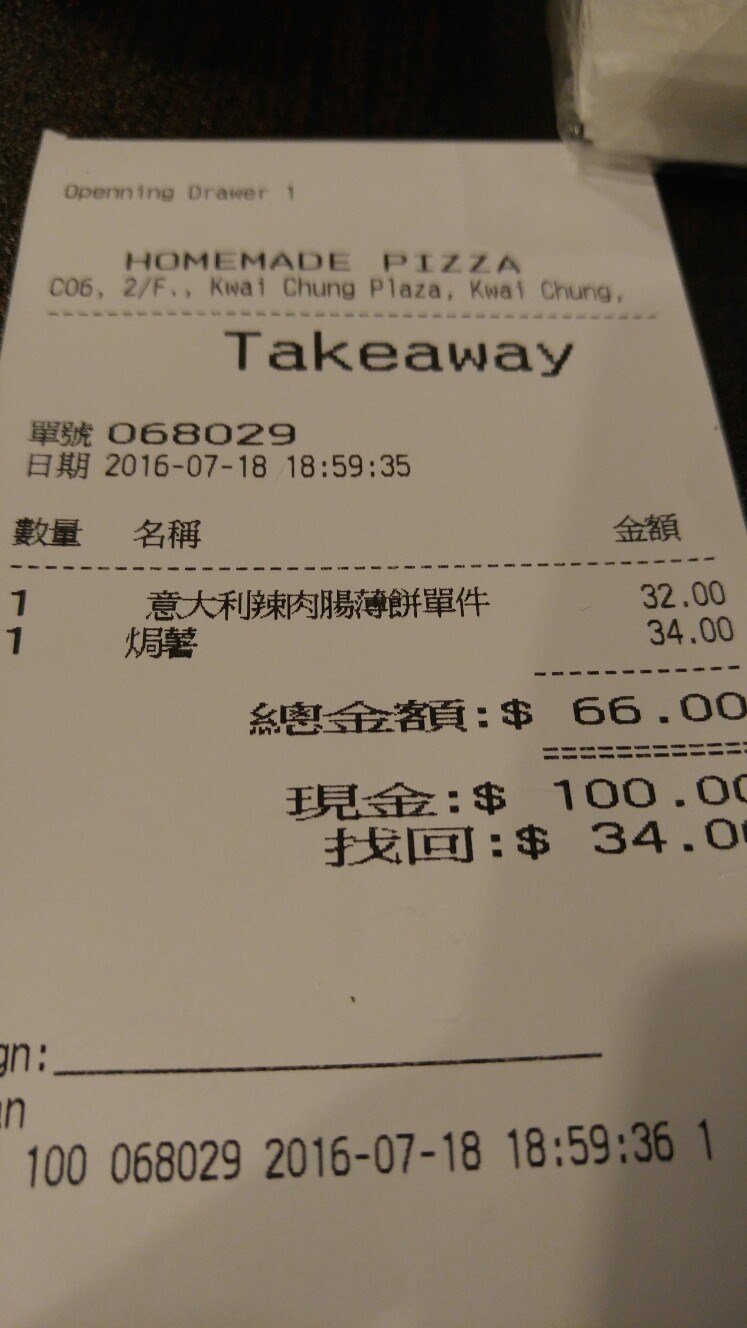 Openning Drawer 1
HOMEMADE PIZZA
C06, 2/F., Kwai Chung Plaza, Kwai Chung,
Takeaway
單號 068029
日期 2016-07-18 18:59:35
數量 名稱 金額
1 意大利辣肉腸薄餅單件 32.00
1 焗薯 34.00
總金額:$ 66.00
現金:$ 100.00
找回:$ 34.00
gn:
an
100 068029 2016-07-18 18:59:36 1